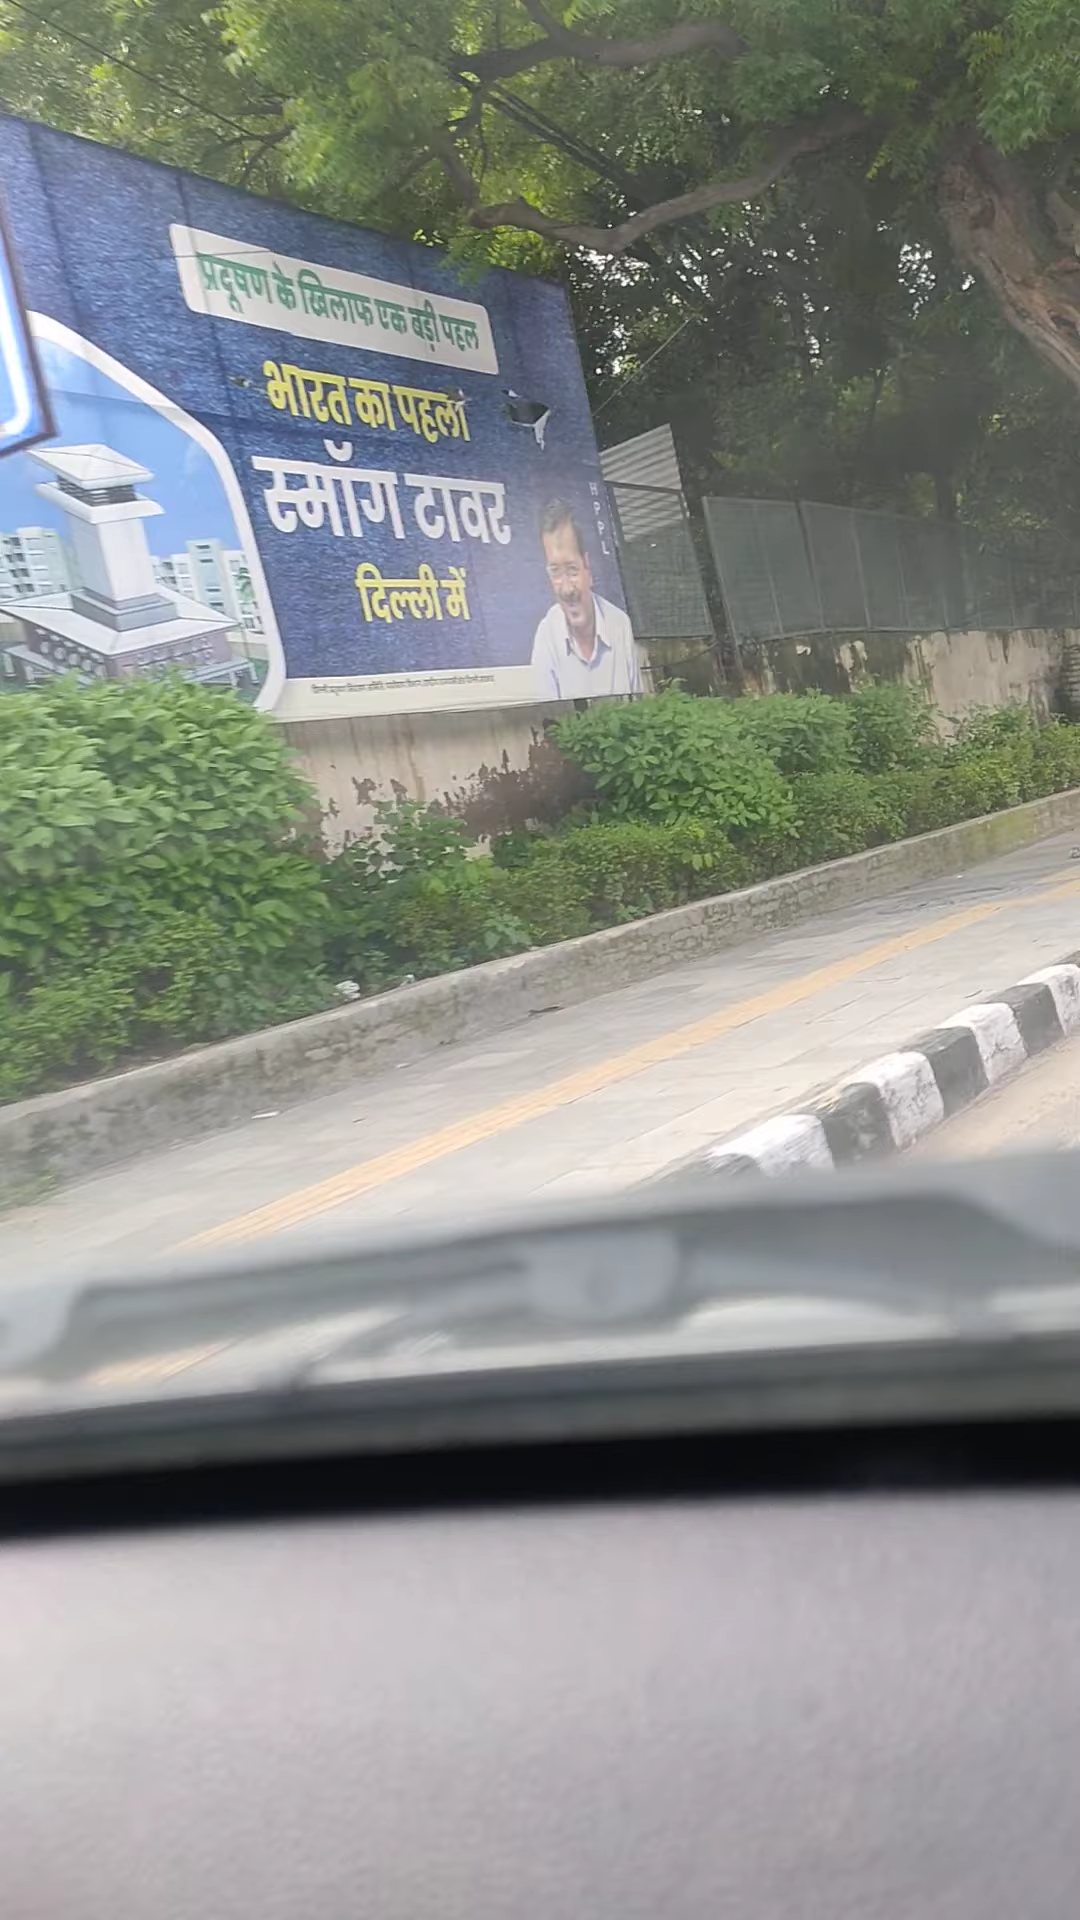 प्रदूषण के खिलाफ एक बड़ी पहल
भारत का पहला
स्मॉग टावर
दिल्ली में
HPPL